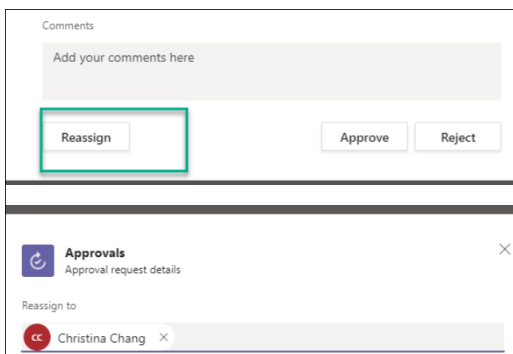 Comments
Add your comments here
Reassign
Approve
Reject
Approvals
Approval request details
Reassign to
CC Christina Chang